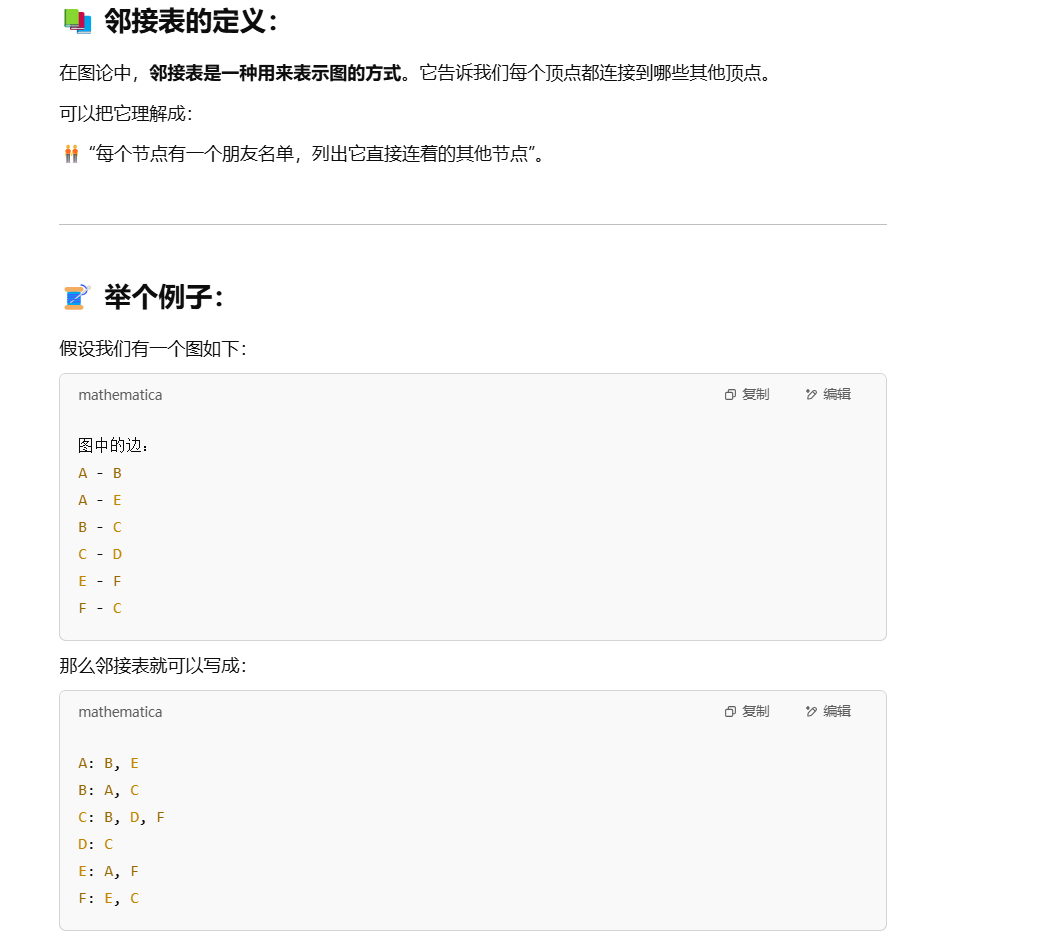 📚 邻接表的定义：
在图论中，邻接表是一种用来表示图的方式。它告诉我们每个顶点都连接到哪些其他顶点。
可以把它理解成：
“每个节点有一个朋友名单，列出它直接连着的其他节点”。
举个例子：
假设我们有一个图如下：
mathematica 复制 编辑
图中的边：
A - B
A - E
B - C
C - D
E - F
F - C
那么邻接表就可以写成：
mathematica 复制 编辑
A: B, E
B: A, C
C: B, D, F
D: C
E: A, F
F: E, C